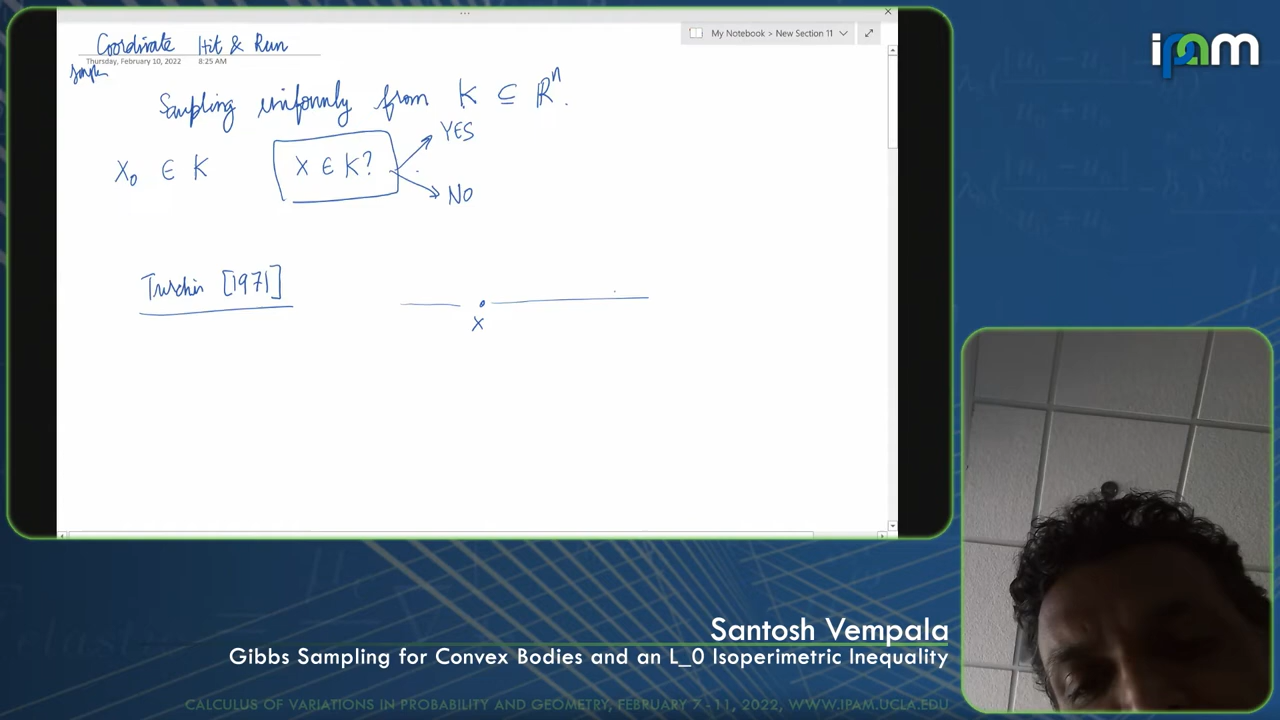 Coordinate Hit & Run
Thursday, February 10, 2022 8:25 AM
My Notebook > New Section 11
Sampling uniformly from K ⊆ ℝⁿ.
X₀ ∈ K
X ∈ K?
YES
NO
Turchin [1971]
X
ipam
Santosh Vempala
Gibbs Sampling for Convex Bodies and an L_0 Isoperimetric Inequality
CALCULUS OF VARIATIONS IN PROBABILITY AND GEOMETRY, FEBRUARY 7 - 11, 2022, WWW.IPAM.UCLA.EDU